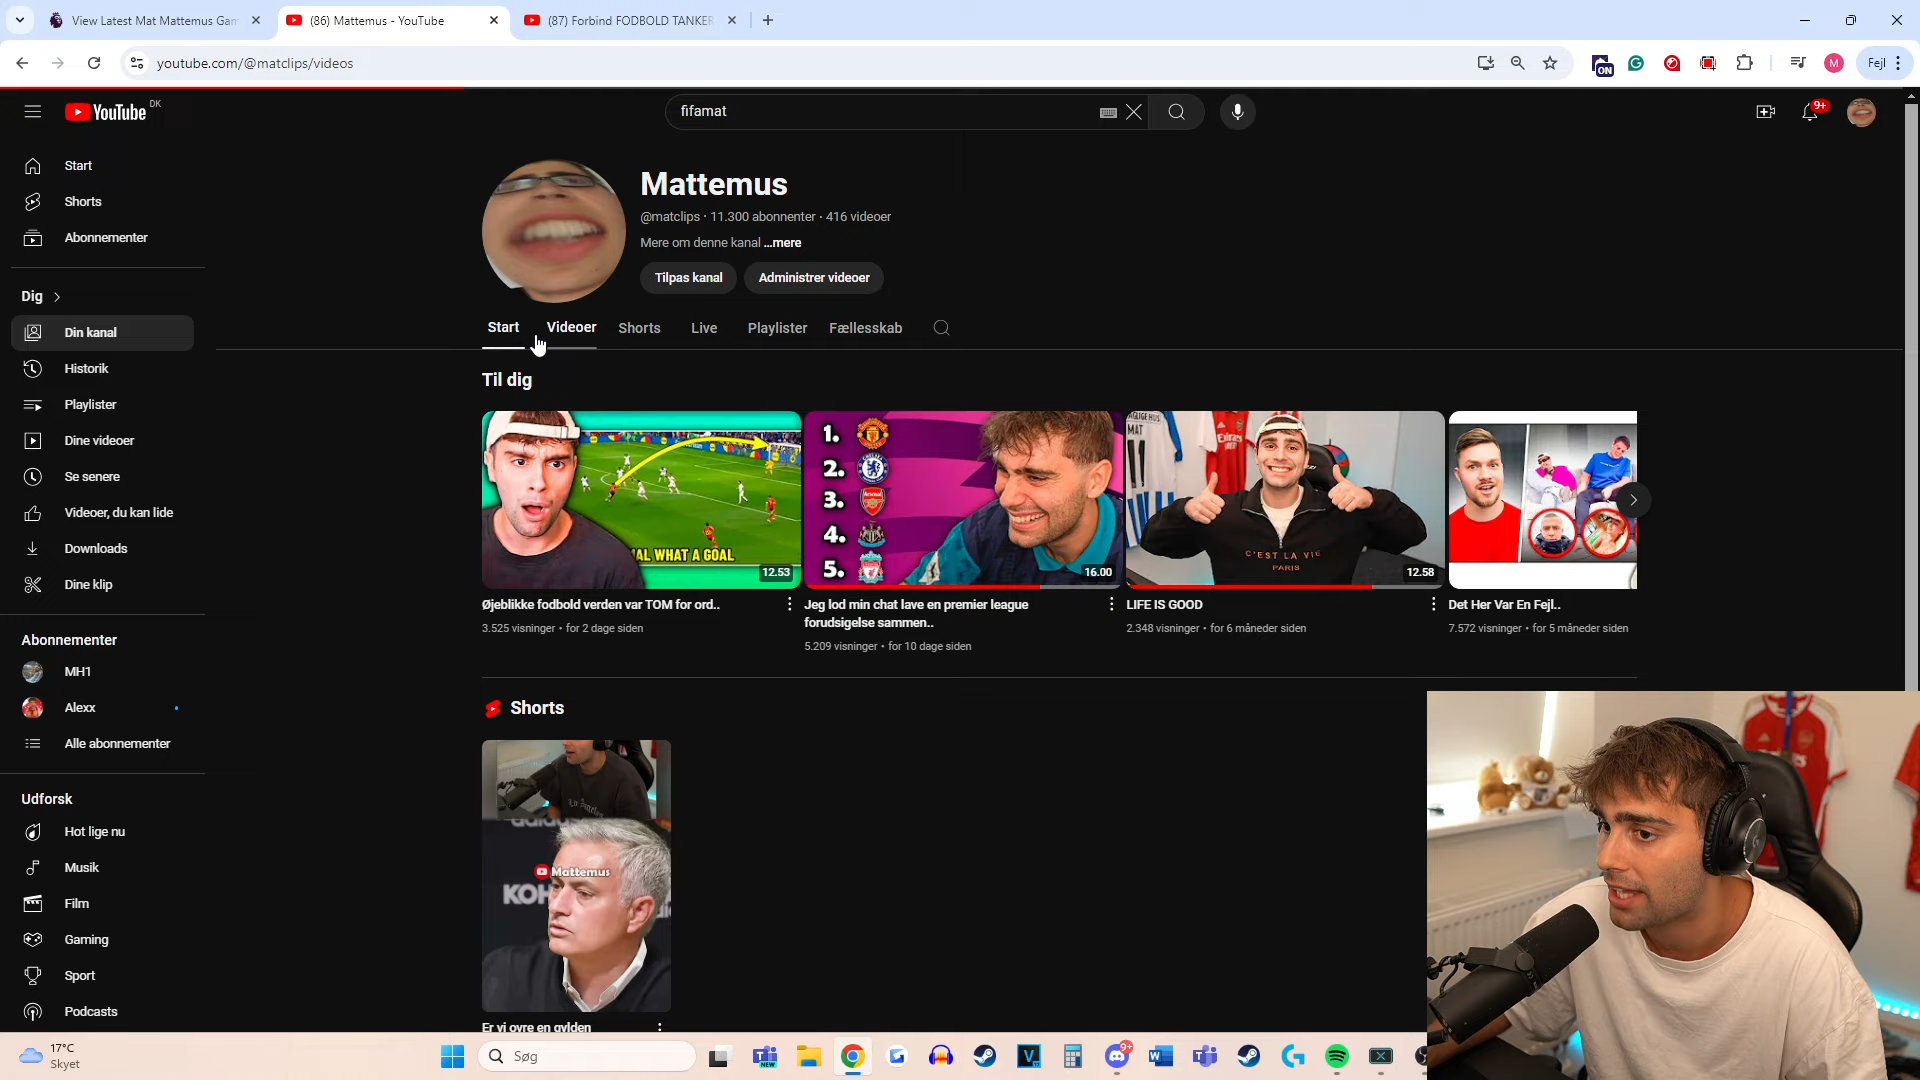 View Latest Mat Mattemus Gam
(86) Mattemus - YouTube
(87) Forbind FODBOLD TANKER
youtube.com/@matclips/videos
ON
M
Fejl
YouTube DK
fifamat
9+
Start
Shorts
Abonnementer
Dig
Din kanal
Historik
Playlister
Dine videoer
Se senere
Videoer, du kan lide
Downloads
Dine klip
Abonnementer
MH1
Alexx
Alle abonnementer
Udforsk
Hot lige nu
Musik
Film
Gaming
Sport
Podcasts
Mattemus
@matclips · 11.300 abonnenter · 416 videoer
Mere om denne kanal ...mere
Tilpas kanal
Administrer videoer
Start
Videoer
Shorts
Live
Playlister
Fællesskab
Til dig
AL WHAT A GOAL
12.53
Øjeblikke fodbold verden var TOM for ord..
3.525 visninger · for 2 dage siden
1.
2.
3.
4.
5.
16.00
Jeg lod min chat lave en premier league
forudsigelse sammen..
5.209 visninger · for 10 dage siden
MAT
C'EST LA VIE
PARIS
12.58
LIFE IS GOOD
2.348 visninger · for 6 måneder siden
Det Her Var En Fejl..
7.572 visninger · for 5 måneder siden
Shorts
Mattemus
Er vi ovre en gylden
17°C
Skyet
Søg
NEW
9+